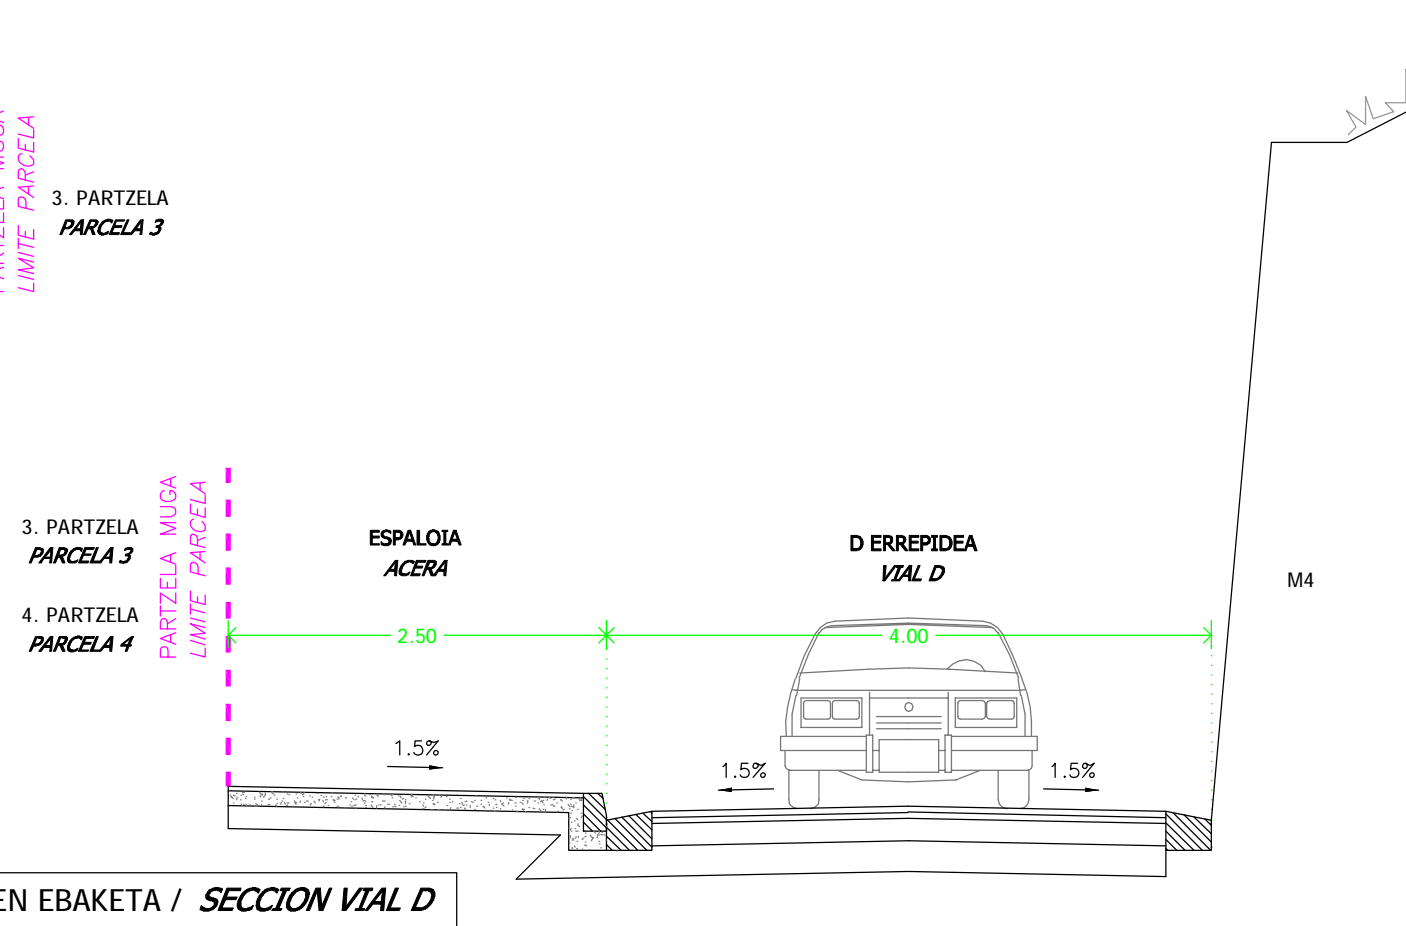 LIMITE PARCELA
3. PARTZELA
PARCELA 3
3. PARTZELA
PARCELA 3
4. PARTZELA
PARCELA 4
PARTZELA MUGA
LIMITE PARCELA
ESPALOIA
ACERA
D ERREPIDEA
VIAL D
M4
2.50
4.00
1.5%
1.5%
1.5%
EN EBAKETA / SECCION VIAL D